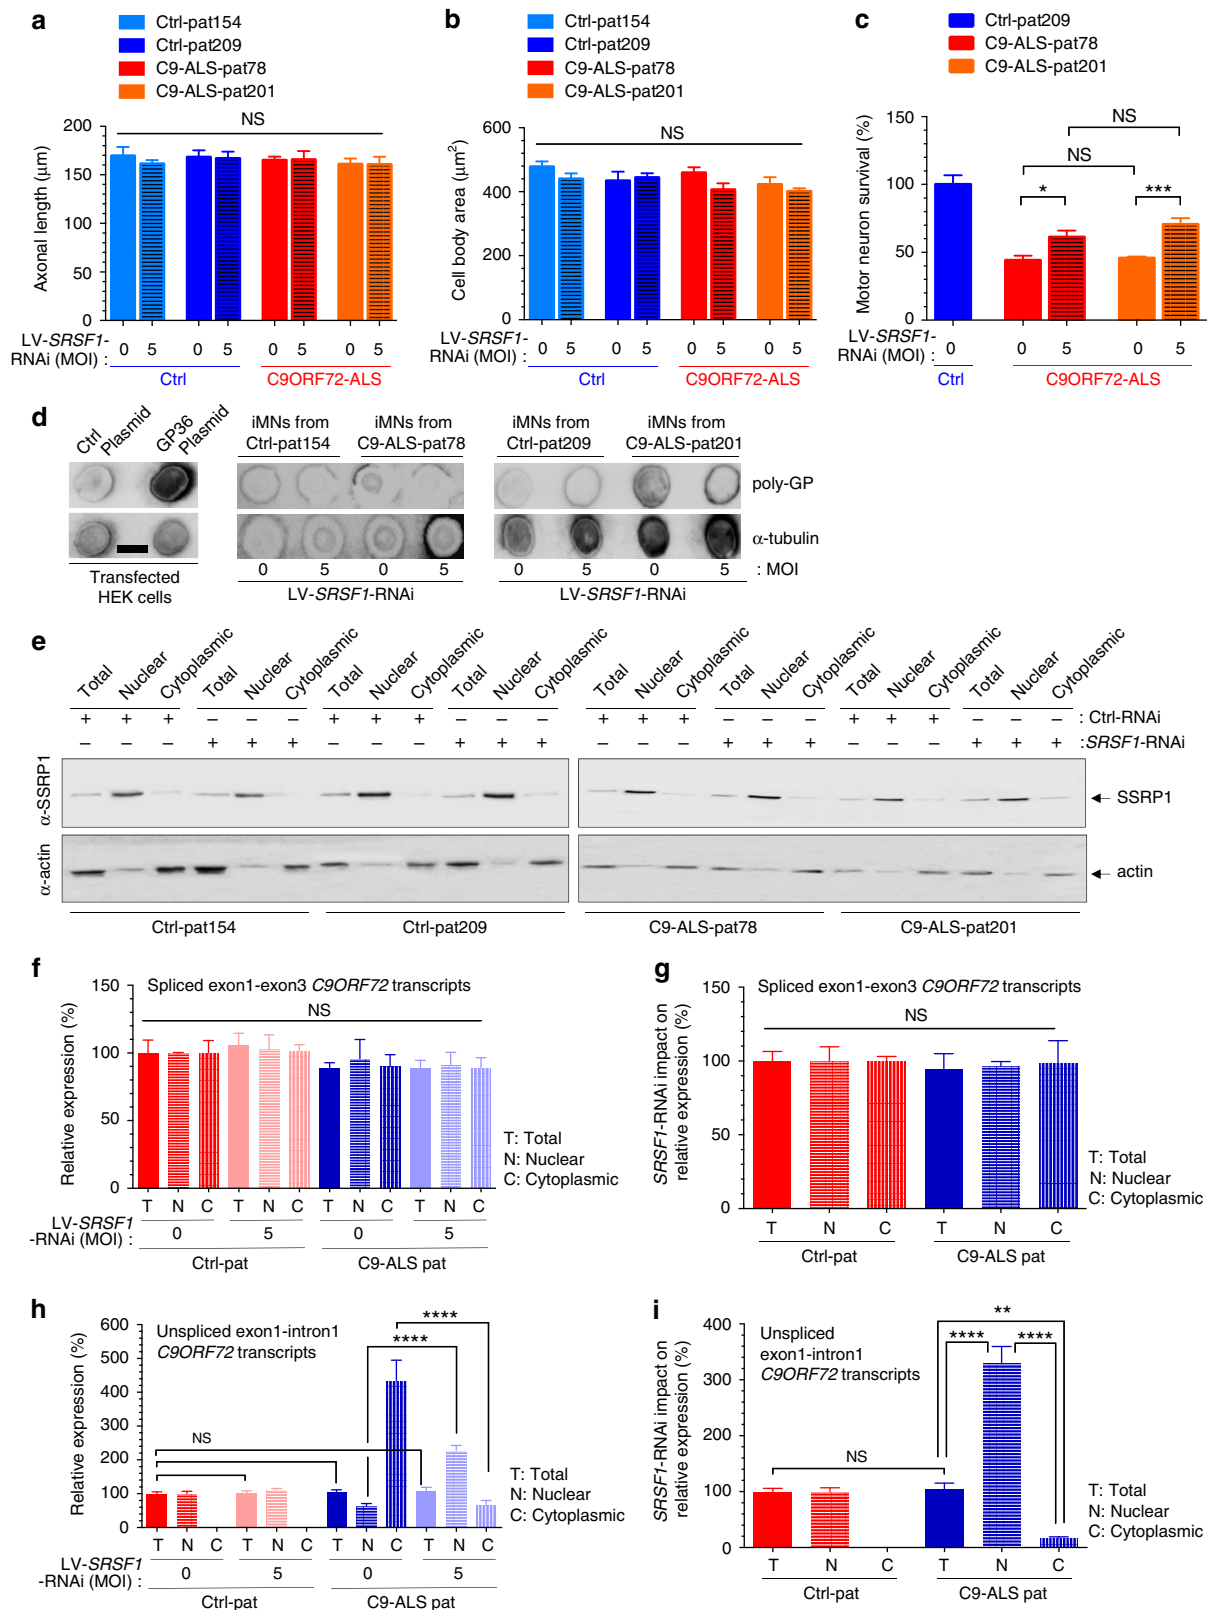 a
Ctrl-pat154
Ctrl-pat209
C9-ALS-pat78
C9-ALS-pat201
NS
Axonal length (μm)
200
150
100
50
0
LV-SRSF1-
RNAi (MOI) :
0 5 0 5 0 5 0 5
Ctrl
C9ORF72-ALS
b
Ctrl-pat154
Ctrl-pat209
C9-ALS-pat78
C9-ALS-pat201
NS
Cell body area (μm²)
600
400
200
0
LV-SRSF1-
RNAi (MOI) :
0 5 0 5 0 5 0 5
Ctrl
C9ORF72-ALS
c
Ctrl-pat209
C9-ALS-pat78
C9-ALS-pat201
NS
NS
*
***
Motor neuron survival (%)
150
100
50
0
LV-SRSF1-
RNAi (MOI) :
0 0 5 0 5
Ctrl
C9ORF72-ALS
d
Ctrl Plasmid
GP36 Plasmid
iMNs from Ctrl-pat154
iMNs from C9-ALS-pat78
iMNs from Ctrl-pat209
iMNs from C9-ALS-pat201
poly-GP
α-tubulin
0 5 0 5
0 5 0 5
: MOI
Transfected HEK cells
LV-SRSF1-RNAi
LV-SRSF1-RNAi
e
Total Nuclear Cytoplasmic Total Nuclear Cytoplasmic Total Nuclear Cytoplasmic Total Nuclear Cytoplasmic
Total Nuclear Cytoplasmic Total Nuclear Cytoplasmic Total Nuclear Cytoplasmic Total Nuclear Cytoplasmic
+ + + – – – + + + – – – + + + – – – + + + – – – : Ctrl-RNAi
– – – + + + – – – + + + – – – + + + – – – + + + :SRSF1-RNAi
α-SSRP1
SSRP1
α-actin
actin
Ctrl-pat154
Ctrl-pat209
C9-ALS-pat78
C9-ALS-pat201
f
Spliced exon1-exon3 C9ORF72 transcripts
NS
Relative expression (%)
150
100
50
0
T: Total
N: Nuclear
C: Cytoplasmic
T N C T N C T N C T N C
LV-SRSF1
-RNAi (MOI) :
0 5 0 5
Ctrl-pat
C9-ALS pat
g
Spliced exon1-exon3 C9ORF72 transcripts
NS
SRSF1-RNAi impact on
relative expression (%)
150
100
50
0
T: Total
N: Nuclear
C: Cytoplasmic
T N C T N C
Ctrl-pat
C9-ALS pat
h
Unspliced exon1-intron1
C9ORF72 transcripts
****
****
NS
Relative expression (%)
600
500
400
300
200
100
0
T: Total
N: Nuclear
C: Cytoplasmic
T N C T N C T N C T N C
LV-SRSF1
-RNAi (MOI) :
0 5 0 5
Ctrl-pat
C9-ALS pat
i
Unspliced
exon1-intron1
C9ORF72 transcripts
**
****
****
NS
SRSF1-RNAi impact on
relative expression (%)
400
300
200
100
0
T: Total
N: Nuclear
C: Cytoplasmic
T N C T N C
Ctrl-pat
C9-ALS pat